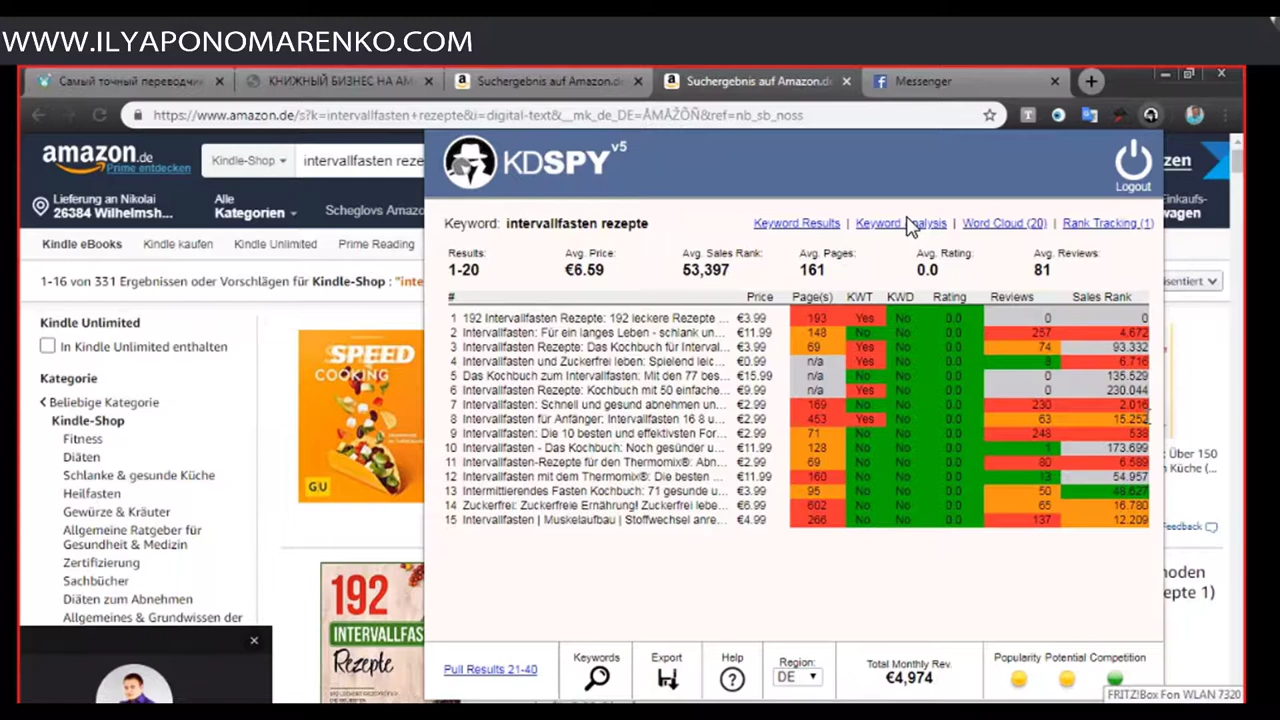 WWW.ILYAPONOMARENKO.COM
Самый точный переводчик
КНИЖНЫЙ БИЗНЕС НА АМ
Suchergebnis auf Amazon.de
Suchergebnis auf Amazon.de
Messenger
https://www.amazon.de/s?k=intervallfasten+rezepte&i=digital-text&__mk_de_DE=ÅMÅŽÕÑ&ref=nb_sb_noss
amazon.de
Prime entdecken
Kindle-Shop
intervallfasten reze
Lieferung an Nikolai
26384 Wilhelmsh...
Alle
Kategorien
Scheglovs Amazo
Kindle eBooks
Kindle kaufen
Kindle Unlimited
Prime Reading
1-16 von 331 Ergebnissen oder Vorschlägen für Kindle-Shop : "inte
Kindle Unlimited
In Kindle Unlimited enthalten
Kategorie
Beliebige Kategorie
Kindle-Shop
Fitness
Diäten
Schlanke & gesunde Küche
Heilfasten
Gewürze & Kräuter
Allgemeine Ratgeber für
Gesundheit & Medizin
Zertifizierung
Sachbücher
Diäten zum Abnehmen
Allgemeines & Grundwissen der
SPEED
COOKING
GU
192
INTERVALLFAS
Rezepte
KDSPY v5
Logout
Keyword: intervallfasten rezepte
Keyword Results | Keyword Analysis | Word Cloud (20) | Rank Tracking (1)
Results: Avg. Price: Avg. Sales Rank: Avg. Pages: Avg. Rating: Avg. Reviews:
1-20 €6.59 53,397 161 0.0 81
# Price Page(s) KWT KWD Rating Reviews Sales Rank
1 192 Intervallfasten Rezepte: 192 leckere Rezepte ... €3.99 193 Yes No 0.0 0 0
2 Intervallfasten: Für ein langes Leben - schlank un... €11.99 148 No No 0.0 257 4.672
3 Intervallfasten Rezepte: Das Kochbuch für Interval... €3.99 69 Yes No 0.0 74 93.332
4 Intervallfasten und Zuckerfrei leben: Spielend leic... €0.99 n/a Yes No 0.0 8 6.716
5 Das Kochbuch zum Intervallfasten: Mit den 77 bes... €15.99 n/a No No 0.0 0 135.529
6 Intervallfasten Rezepte: Kochbuch mit 50 einfache... €9.99 n/a Yes No 0.0 0 230.044
7 Intervallfasten: Schnell und gesund abnehmen un... €2.99 169 No No 0.0 230 2.016
8 Intervallfasten für Anfänger: Intervallfasten 16 8 u... €2.99 453 Yes No 0.0 63 15.252
9 Intervallfasten: Die 10 besten und effektivsten For... €2.99 71 No No 0.0 248 538
10 Intervallfasten - Das Kochbuch: Noch gesünder u... €11.99 128 No No 0.0 1 173.699
11 Intervallfasten-Rezepte für den Thermomix®: Abn... €2.99 69 No No 0.0 80 6.589
12 Intervallfasten mit dem Thermomix®: Die besten ... €11.99 160 No No 0.0 13 54.957
13 Intermittierendes Fasten Kochbuch: 71 gesunde u... €3.99 95 No No 0.0 50 48.627
14 Zuckerfrei: Zuckerfreie Ernährung! Zuckerfrei lebe... €6.99 602 No No 0.0 65 16.780
15 Intervallfasten | Muskelaufbau | Stoffwechsel anre... €4.99 266 No No 0.0 137 12.209
Pull Results 21-40
Keywords
Export
Help
Region:
DE
Total Monthly Rev.
€4,974
Popularity Potential Competition
zen
Einkaufs-
wagen
: Über 150
Küche (...
Feedback
oden
epte 1)
FRITZ!Box Fon WLAN 7320